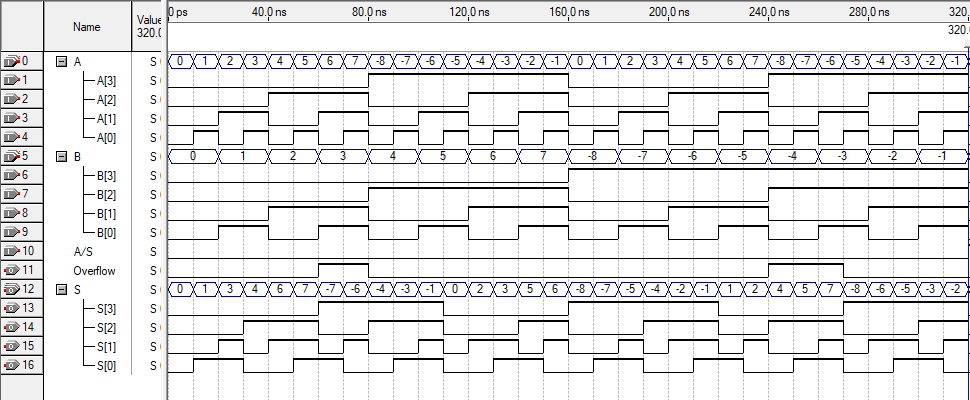 Name
Value
320.0
0 ps 40.0 ns 80.0 ns 120.0 ns 160.0 ns 200.0 ns 240.0 ns 280.0 ns 320.
320.0
0 A S 0 1 2 3 4 5 6 7 -8 -7 -6 -5 -4 -3 -2 -1 0 1 2 3 4 5 6 7 -8 -7 -6 -5 -4 -3 -2 -1
1 A[3] S
2 A[2] S
3 A[1] S
4 A[0] S
5 B S 0 1 2 3 4 5 6 7 -8 -7 -6 -5 -4 -3 -2 -1
6 B[3] S
7 B[2] S
8 B[1] S
9 B[0] S
10 A/S S
11 Overflow S
12 S S 0 1 3 4 6 7 -7 -6 -4 -3 -1 0 2 3 5 6 -8 -7 -5 -4 -2 -1 1 2 4 5 7 -8 -6 -5 -3 -2
13 S[3] S
14 S[2] S
15 S[1] S
16 S[0] S